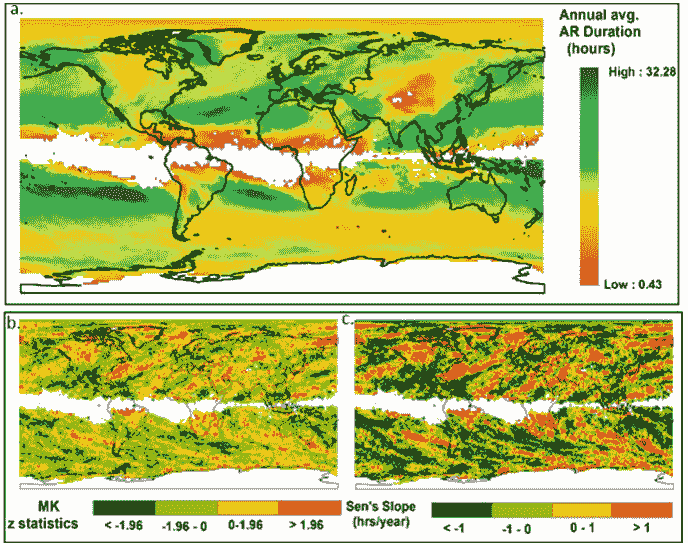 a.
Annual avg.
AR Duration
(hours)
High : 32.28
Low : 0.43
b.
c.
MK
z statistics
< -1.96
-1.96 - 0
0-1.96
> 1.96
Sen's Slope
(hrs/year)
< -1
-1 - 0
0 - 1
> 1